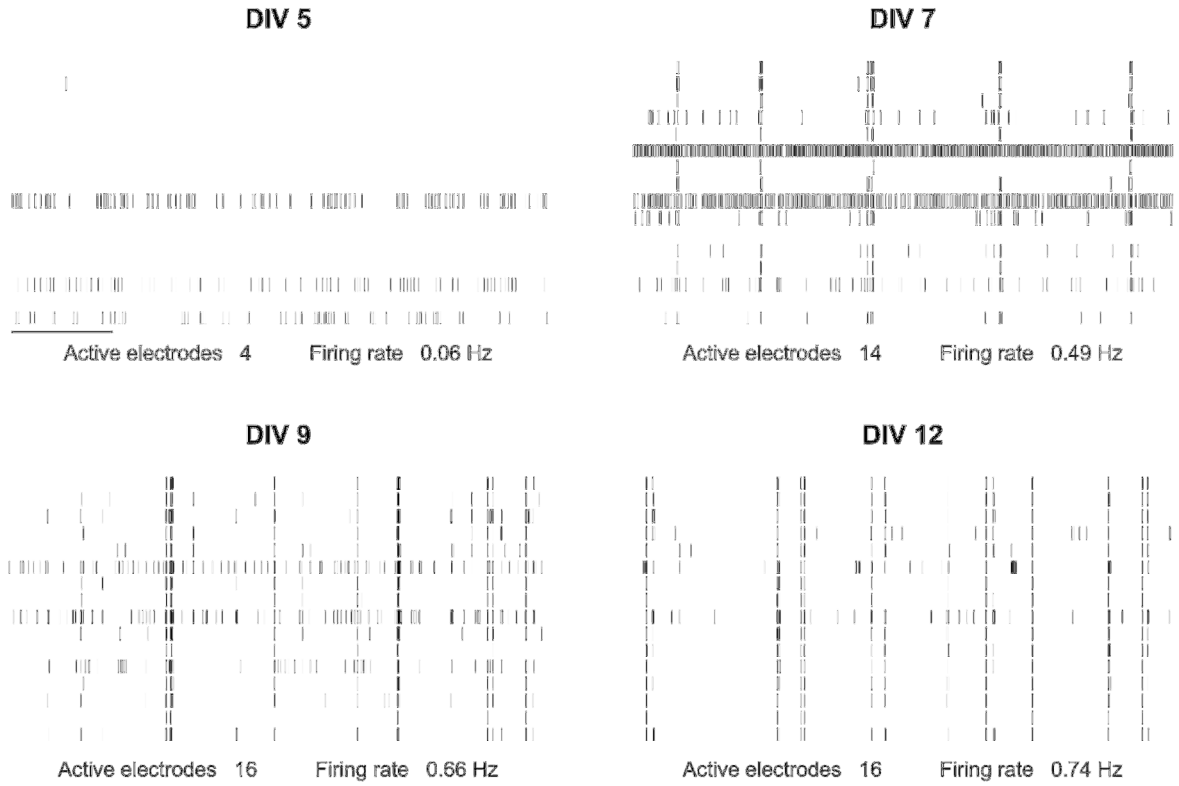 DIV 5
DIV 7
Active electrodes 4 Firing rate 0.06 Hz
Active electrodes 14 Firing rate 0.49 Hz
DIV 9
DIV 12
Active electrodes 16 Firing rate 0.66 Hz
Active electrodes 16 Firing rate 0.74 Hz